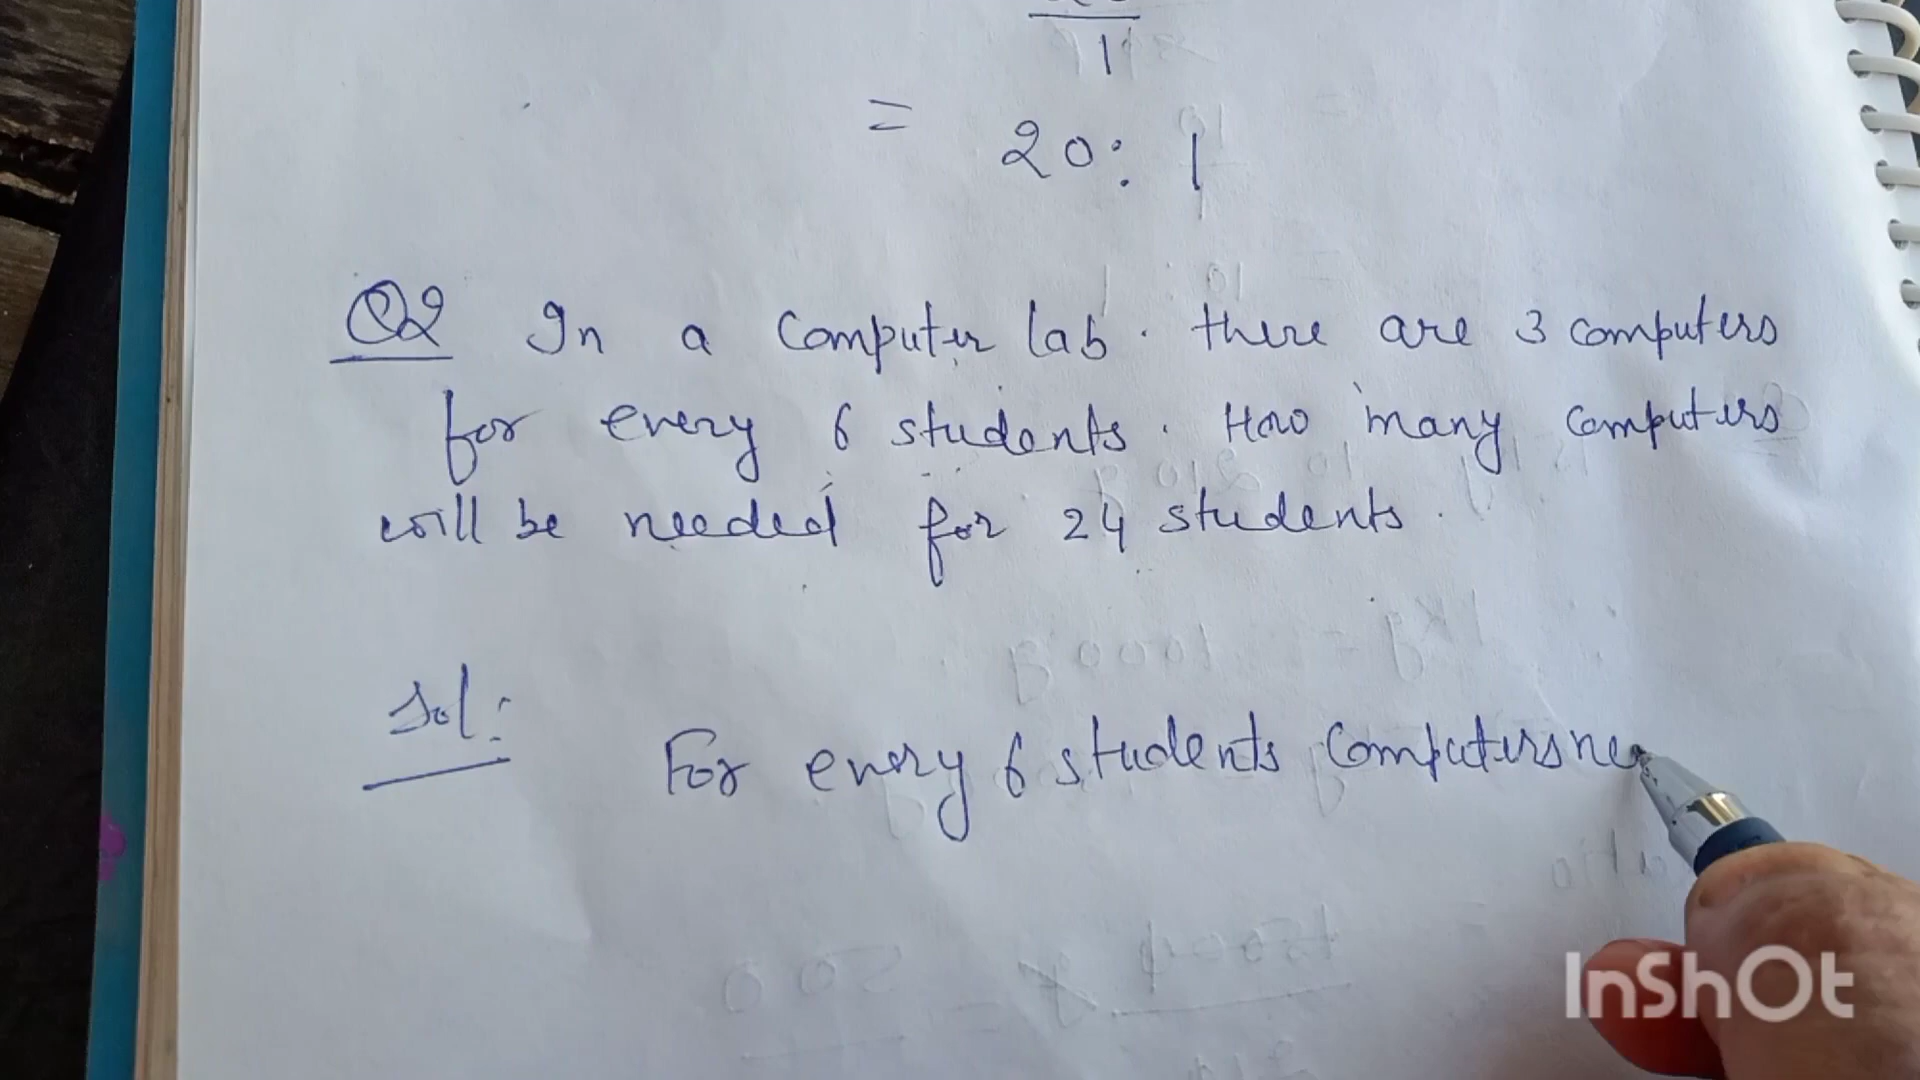 1
= 20: 1
Q2 In a computer lab. there are 3 computers
for every 6 students. How many computers
will be needed for 24 students.
Sol:
For every 6 students computers ne
InShOt